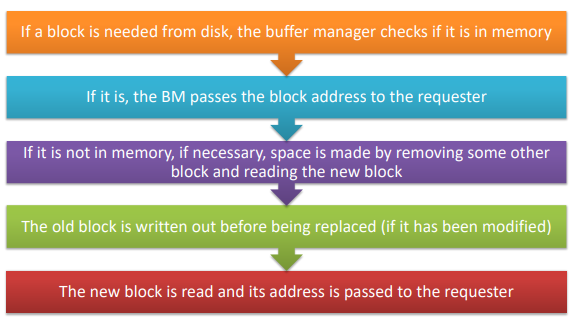 If a block is needed from disk, the buffer manager checks if it is in memory
If it is, the BM passes the block address to the requester
If it is not in memory, if necessary, space is made by removing some other
block and reading the new block
The old block is written out before being replaced (if it has been modified)
The new block is read and its address is passed to the requester